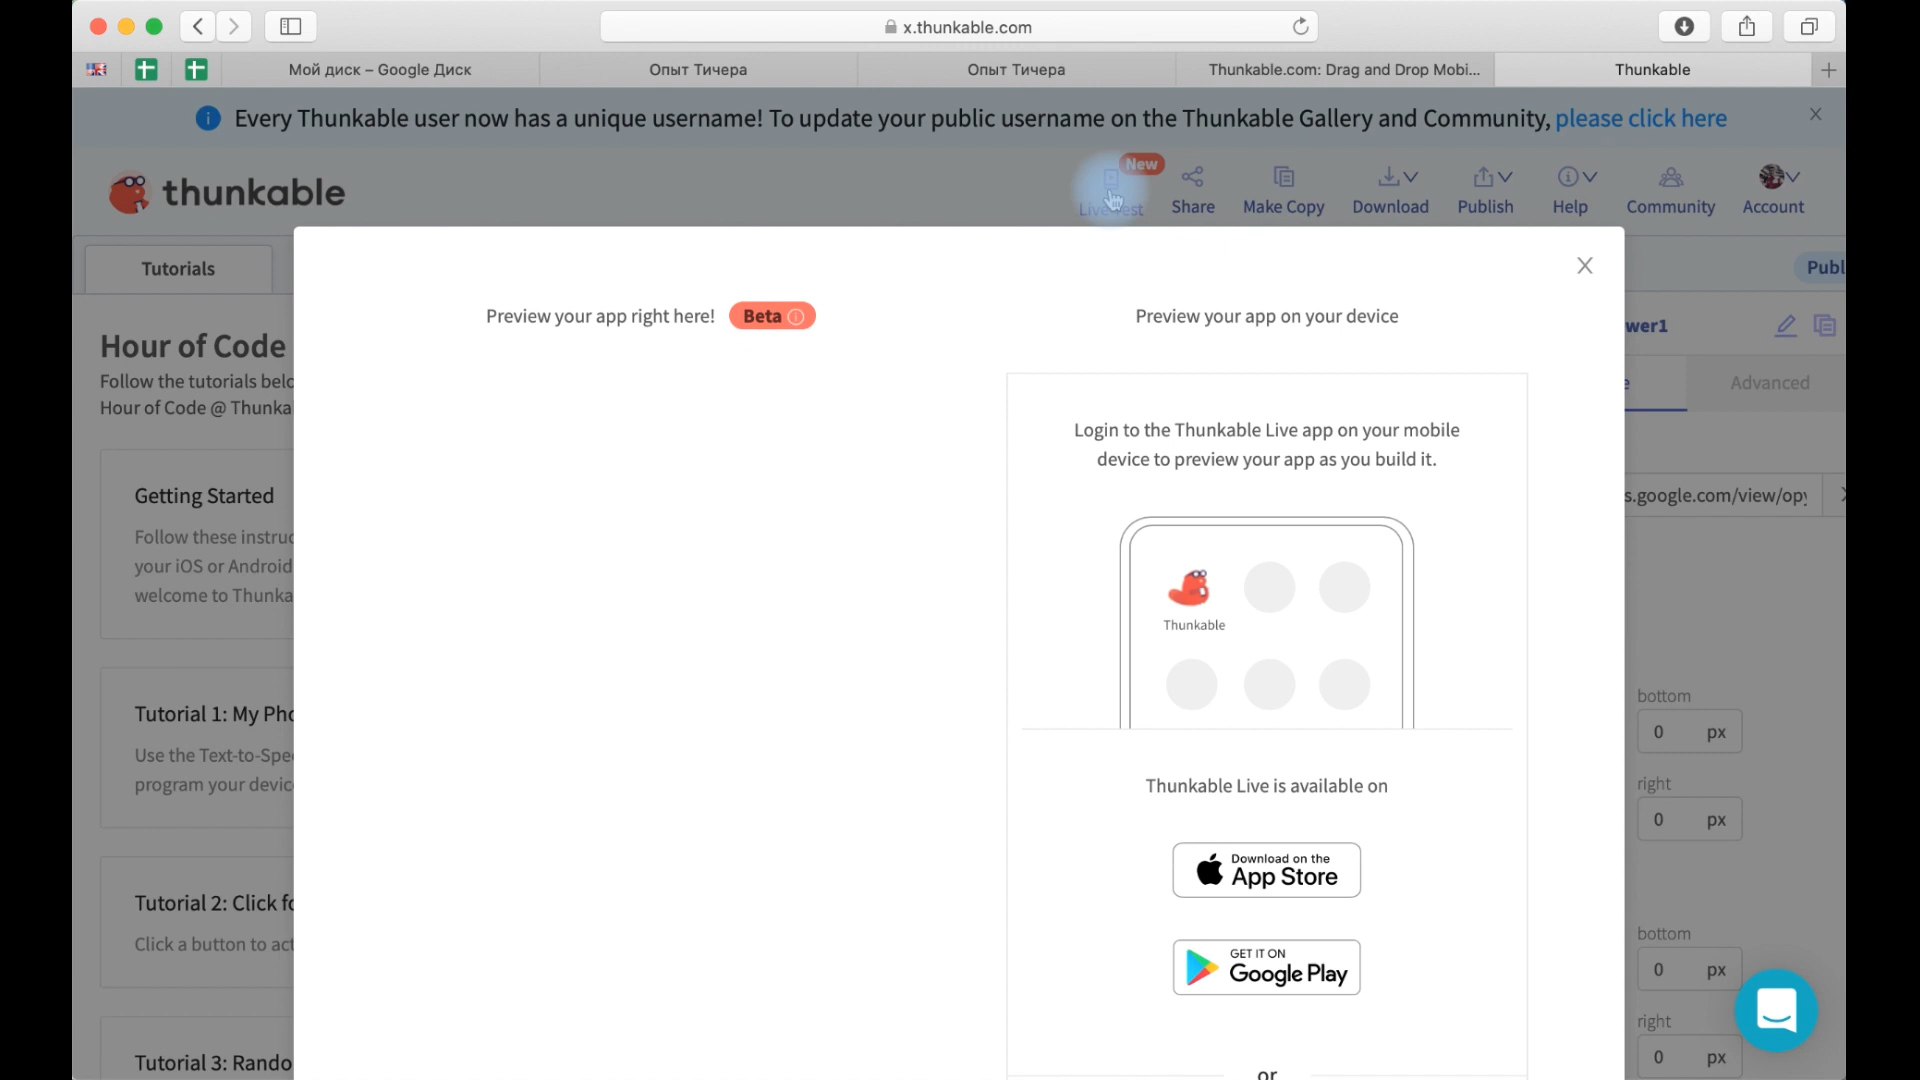 x.thunkable.com
Мой диск – Google Диск
Опыт Тичера
Опыт Тичера
Thunkable.com: Drag and Drop Mobi...
Thunkable
Every Thunkable user now has a unique username! To update your public username on the Thunkable Gallery and Community, please click here
thunkable
New
Live Test
Share
Make Copy
Download
Publish
Help
Community
Account
Tutorials
Publ
Preview your app right here!
Beta
Preview your app on your device
wer1
Hour of Code
Follow the tutorials belo
Hour of Code @ Thunka
Advanced
Login to the Thunkable Live app on your mobile
device to preview your app as you build it.
Getting Started
Follow these instruc
your iOS or Android
welcome to Thunka
s.google.com/view/opy
Thunkable
Tutorial 1: My Pho
Use the Text-to-Spee
program your device
bottom
0 px
right
0 px
Thunkable Live is available on
Download on the
App Store
GET IT ON
Google Play
Tutorial 2: Click fo
Click a button to act
bottom
0 px
right
0 px
Tutorial 3: Rando
or